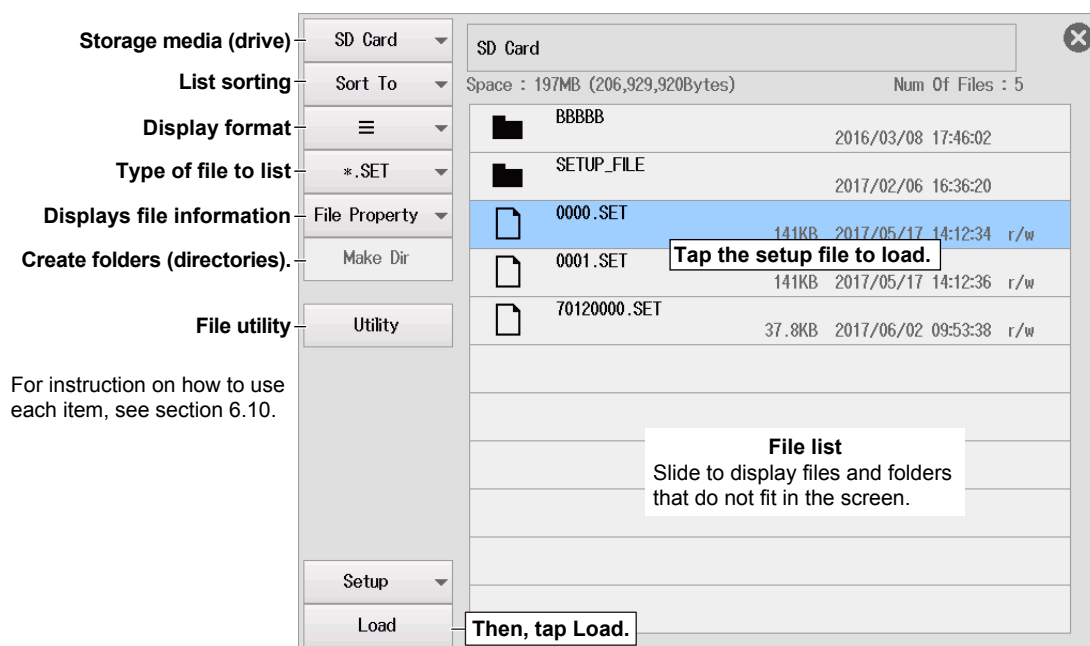 Storage media (drive)
SD Card
SD Card
List sorting
Sort To
Space : 197MB (206,929,920Bytes)
Num Of Files : 5
Display format
BBBBB
2016/03/08 17:46:02
Type of file to list
*.SET
SETUP_FILE
2017/02/06 16:36:20
Displays file information
File Property
0000.SET
141KB 2017/05/17 14:12:34 r/w
Tap the setup file to load.
Create folders (directories).
Make Dir
0001.SET
141KB 2017/05/17 14:12:36 r/w
File utility
Utility
70120000.SET
37.8KB 2017/06/02 09:53:38 r/w
For instruction on how to use
each item, see section 6.10.
File list
Slide to display files and folders
that do not fit in the screen.
Setup
Load
Then, tap Load.